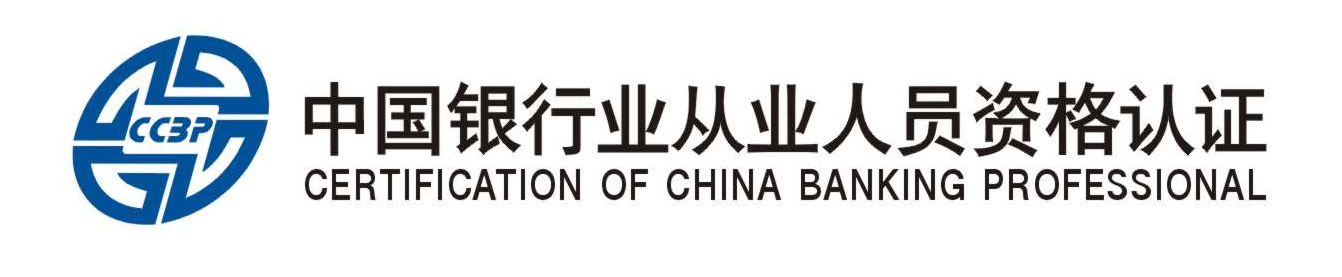 CCBP
中国银行业从业人员资格认证
CERTIFICATION OF CHINA BANKING PROFESSIONAL